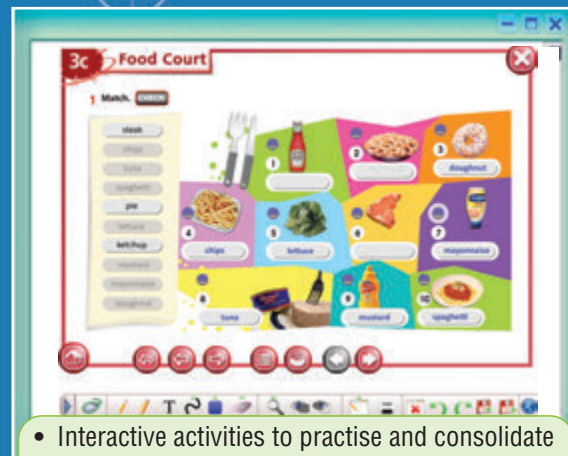 3c Food Court
1 Match. CHECK
steak
chips
tuna
spaghetti
pie
lettuce
ketchup
mustard
mayonnaise
doughnut
1
2
3
doughnut
4
chips
5
lettuce
6
7
mayonnaise
8
tuna
9
mustard
10
spaghetti
T
• Interactive activities to practise and consolidate